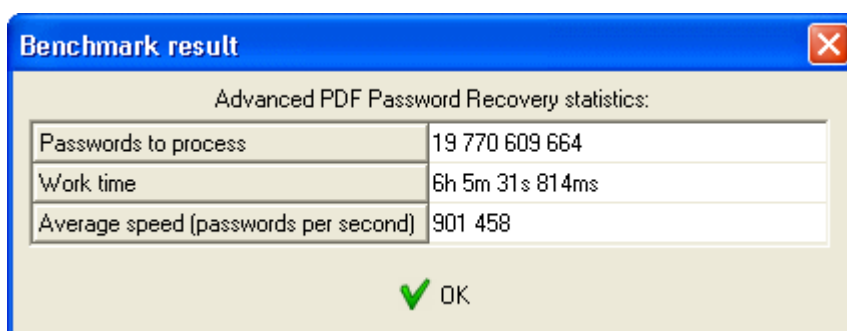 Benchmark result
Advanced PDF Password Recovery statistics:
Passwords to process 19 770 609 664
Work time 6h 5m 31s 814ms
Average speed (passwords per second) 901 458
OK